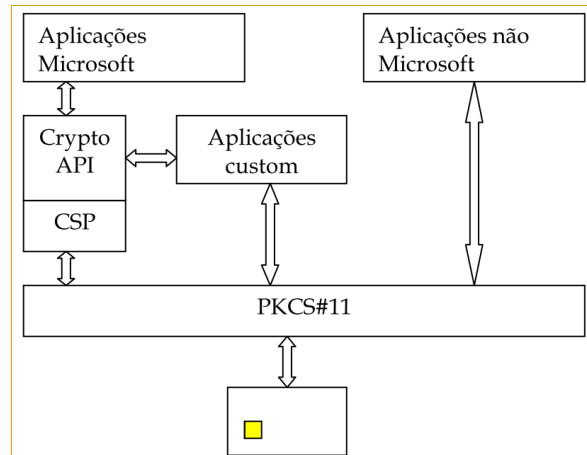 Aplicações
Microsoft
Aplicações não
Microsoft
Crypto
API
Aplicações
custom
CSP
PKCS#11